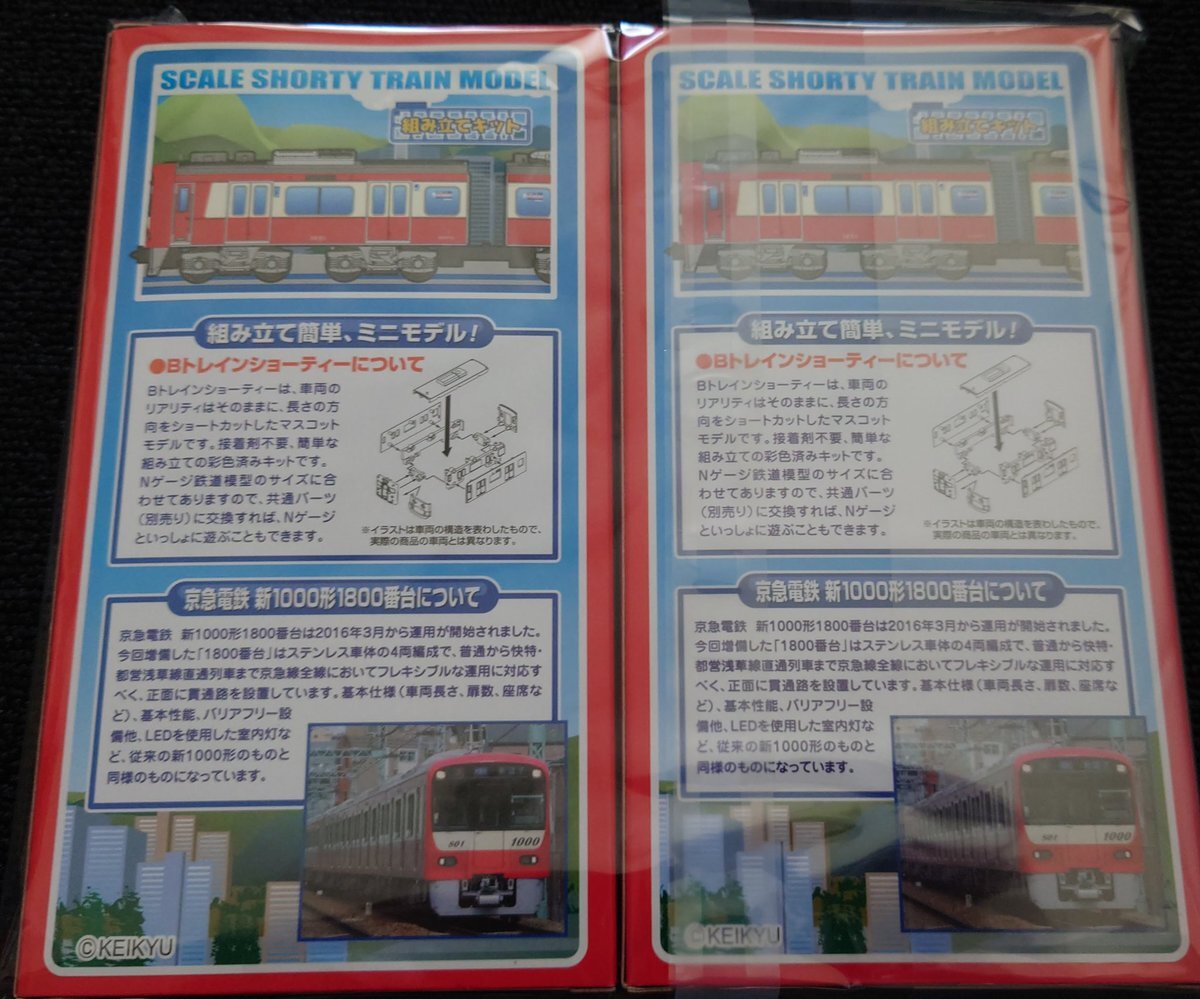 SCALE SHORTY TRAIN MODEL
組み立てキット
組み立て簡単、ミニモデル!
●Bトレインショーティーについて
Bトレインショーティーは、車両の
リアリティはそのままに、長さの方
向をショートカットしたマスコット
モデルです。接着剤不要、簡単な
組み立ての彩色済みキットです。
Nゲージ鉄道模型のサイズに合
わせてありますので、共通パーツ
(別売り)に交換すれば、Nゲージ
といっしょに遊ぶこともできます。
※イラストは車両の構造を表わしたもので、
実際の商品の車両とは異なります。
京急電鉄 新1000形1800番台について
京急電鉄 新1000形1800番台は2016年3月から運用が開始されました。
今回増備した「1800番台」はステンレス車体の4両編成で、普通から快特・
都営浅草線直通列車まで京急線全線においてフレキシブルな運用に対応す
べく、正面に貫通路を設置しています。基本仕様(車両長さ、扉数、座席な
ど)、基本性能、バリアフリー設
備他、LEDを使用した室内灯な
ど、従来の新1000形のものと
同様のものになっています。
801
1000
©KEIKYU
SCALE SHORTY TRAIN MODEL
組み立てキット
組み立て簡単、ミニモデル!
●Bトレインショーティーについて
Bトレインショーティーは、車両の
リアリティはそのままに、長さの方
向をショートカットしたマスコット
モデルです。接着剤不要、簡単な
組み立ての彩色済みキットです。
Nゲージ鉄道模型のサイズに合
わせてありますので、共通パーツ
(別売り)に交換すれば、Nゲージ
といっしょに遊ぶこともできます。
※イラストは車両の構造を表わしたもので、
実際の商品の車両とは異なります。
京急電鉄 新1000形1800番台について
京急電鉄 新1000形1800番台は2016年3月から運用が開始されました。
今回増備した「1800番台」はステンレス車体の4両編成で、普通から快特・
都営浅草線直通列車まで京急線全線においてフレキシブルな運用に対応す
べく、正面に貫通路を設置しています。基本仕様(車両長さ、扉数、座席な
ど)、基本性能、バリアフリー設
備他、LEDを使用した室内灯な
ど、従来の新1000形のものと
同様のものになっています。
801
1000
©KEIKYU